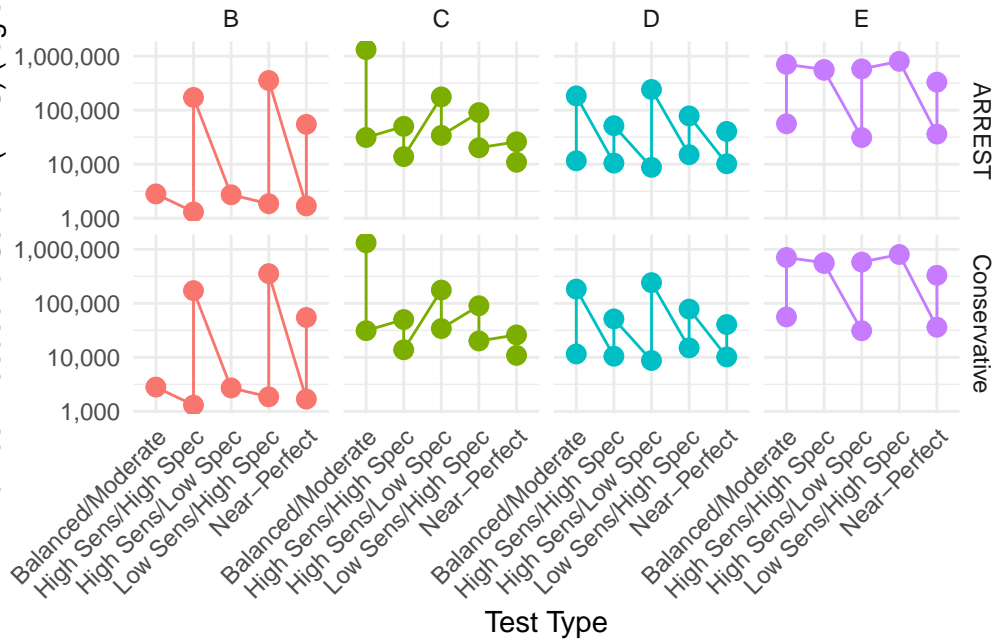 B C D E
1,000,000
100,000
10,000
1,000
ARREST
1,000,000
100,000
10,000
1,000
Conservative
Balanced/Moderate
High Sens/High Spec
High Sens/Low Spec
Low Sens/High Spec
Near−Perfect
Balanced/Moderate
High Sens/High Spec
High Sens/Low Spec
Low Sens/High Spec
Near−Perfect
Balanced/Moderate
High Sens/High Spec
High Sens/Low Spec
Low Sens/High Spec
Near−Perfect
Balanced/Moderate
High Sens/High Spec
High Sens/Low Spec
Low Sens/High Spec
Near−Perfect
Test Type